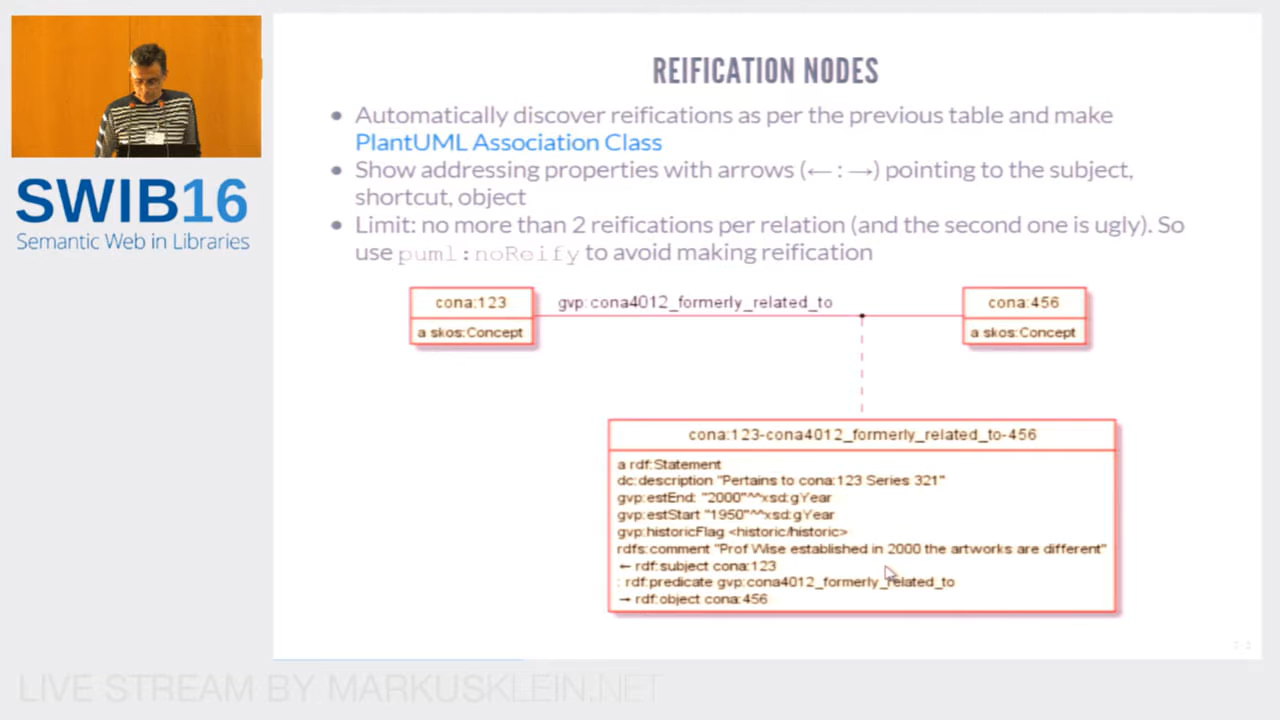 REIFICATION NODES
Automatically discover reifications as per the previous table and make
PlantUML Association Class
Show addressing properties with arrows (← : →) pointing to the subject,
shortcut, object
Limit: no more than 2 reifications per relation (and the second one is ugly). So
use puml:noReify to avoid making reification
SWIB16
Semantic Web in Libraries
cona:123
a skos:Concept
gvp:cona4012_formerly_related_to
cona:456
a skos:Concept
cona:123-cona4012_formerly_related_to-456
a rdf:Statement
dc:description "Pertains to cona:123 Series 321"
gvp:estEnd: "2000"^^xsd:gYear
gvp:estStart "1950"^^xsd:gYear
gvp:historicFlag <historic/historic>
rdfs:comment "Prof Wise established in 2000 the artworks are different"
← rdf:subject cona:123
: rdf:predicate gvp:cona4012_formerly_related_to
→ rdf:object cona:456
LIVE STREAM BY MARKUSKLEIN.NET